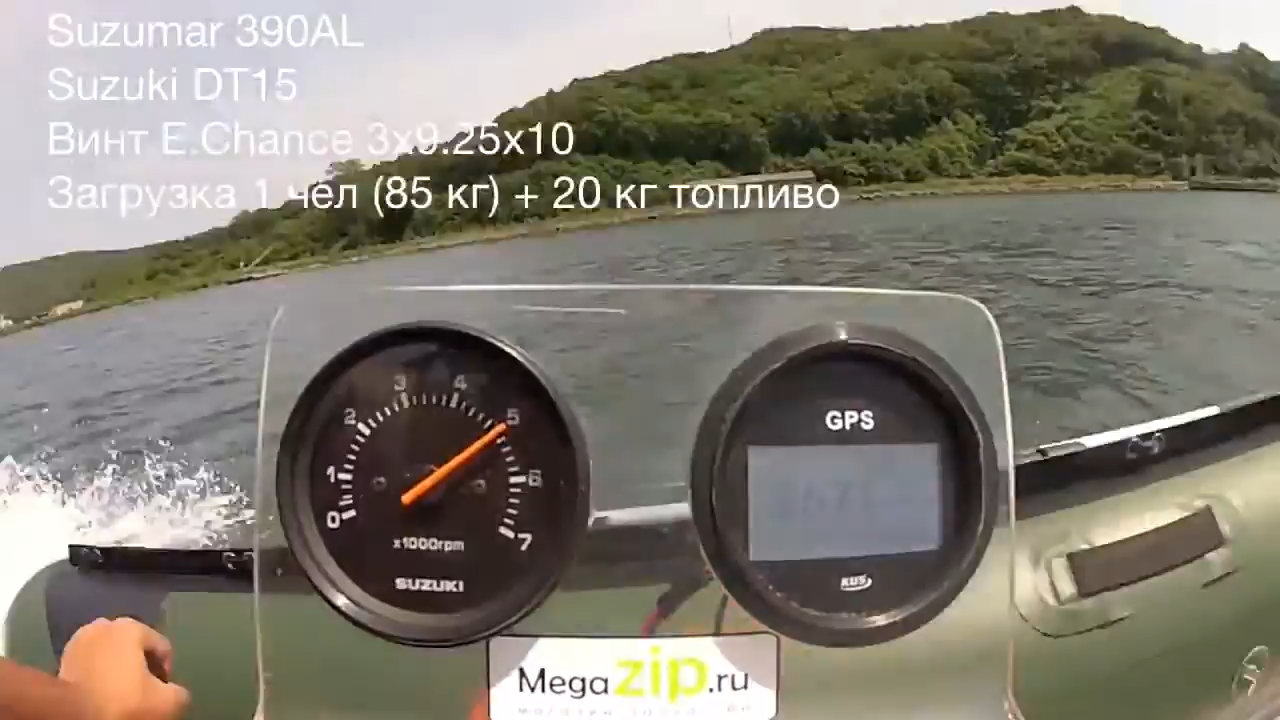 Suzumar 390AL
Suzuki DT15
Винт E.Chance 3x9.25x10
Загрузка 1 чел (85 кг) + 20 кг топливо
0 1 2 3 4 5 6 7
x1000rpm
SUZUKI
GPS
KUS
Megazip.ru